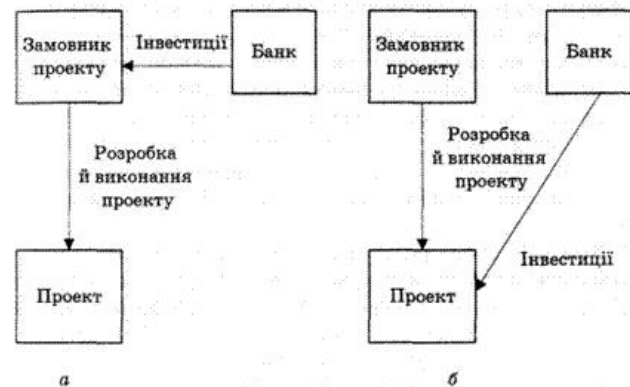 Замовник
проекту
Інвестиції
Банк
Розробка
й виконання
проекту
Проект
а
Замовник
проекту
Банк
Розробка
й виконання
проекту
Інвестиції
Проект
б